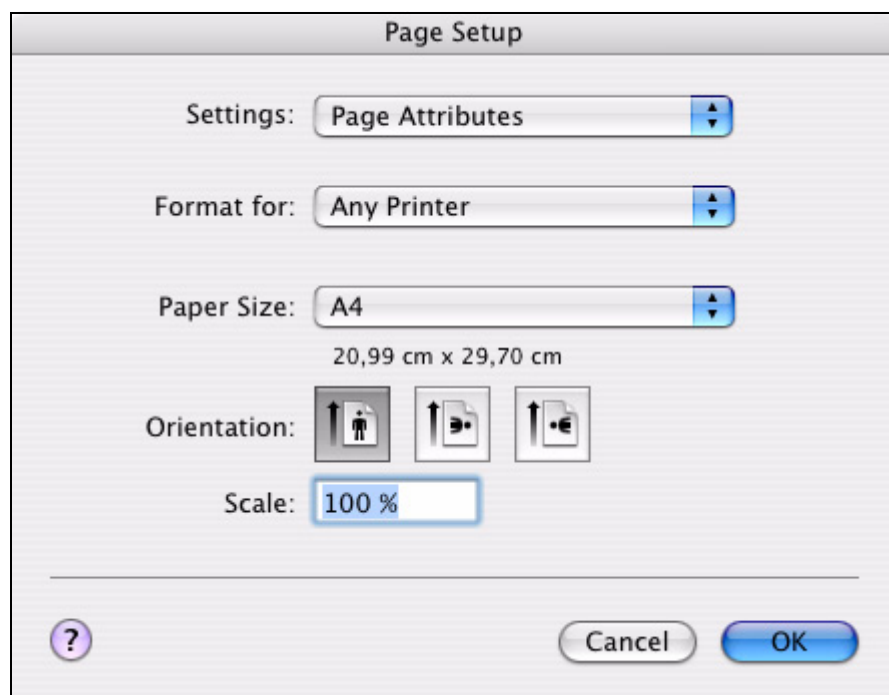 Page Setup
Settings: Page Attributes
Format for: Any Printer
Paper Size: A4
20,99 cm x 29,70 cm
Orientation:
Scale: 100 %
? Cancel OK